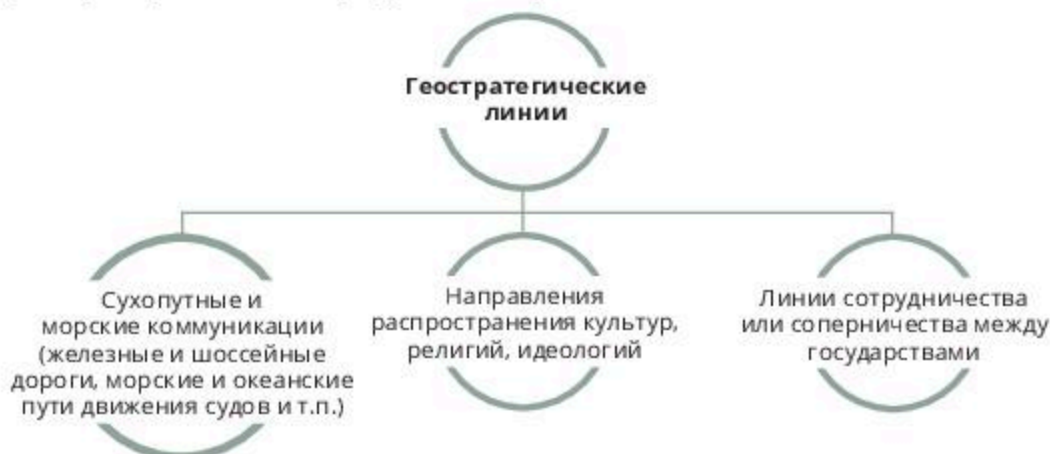 Геостратегические
линии
Сухопутные и
морские коммуникации
(железные и шоссейные
дороги, морские и океанские
пути движения судов и т.п.)
Направления
распространения культур,
религий, идеологий
Линии сотрудничества
или соперничества между
государствами